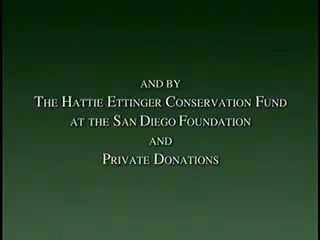 AND BY
THE HATTIE ETTINGER CONSERVATION FUND
AT THE SAN DIEGO FOUNDATION
AND
PRIVATE DONATIONS